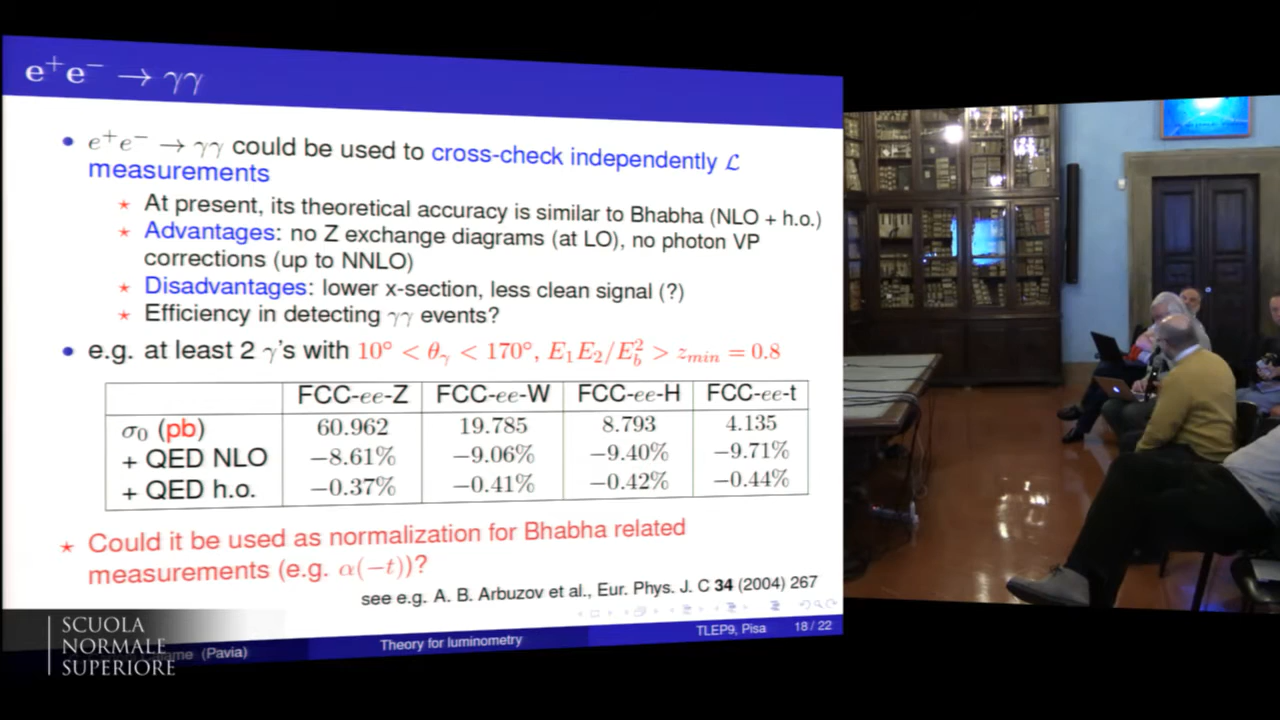 e⁺e⁻ → γγ
• e⁺e⁻ → γγ could be used to cross-check independently ℒ
measurements
⋆ At present, its theoretical accuracy is similar to Bhabha (NLO + h.o.)
⋆ Advantages: no Z exchange diagrams (at LO), no photon VP
corrections (up to NNLO)
⋆ Disadvantages: lower x-section, less clean signal (?)
⋆ Efficiency in detecting γγ events?
• e.g. at least 2 γ's with 10° < θ_γ < 170°, E₁E₂/E_b² > z_min = 0.8
FCC-ee-Z FCC-ee-W FCC-ee-H FCC-ee-t
σ₀ (pb) 60.962 19.785 8.793 4.135
+ QED NLO −8.61% −9.06% −9.40% −9.71%
+ QED h.o. −0.37% −0.41% −0.42% −0.44%
⋆ Could it be used as normalization for Bhabha related
measurements (e.g. α(−t))?
see e.g. A. B. Arbuzov et al., Eur. Phys. J. C 34 (2004) 267
(Pavia) Theory for luminometry TLEP9, Pisa 18 / 22
SCUOLA
NORMALE
SUPERIORE